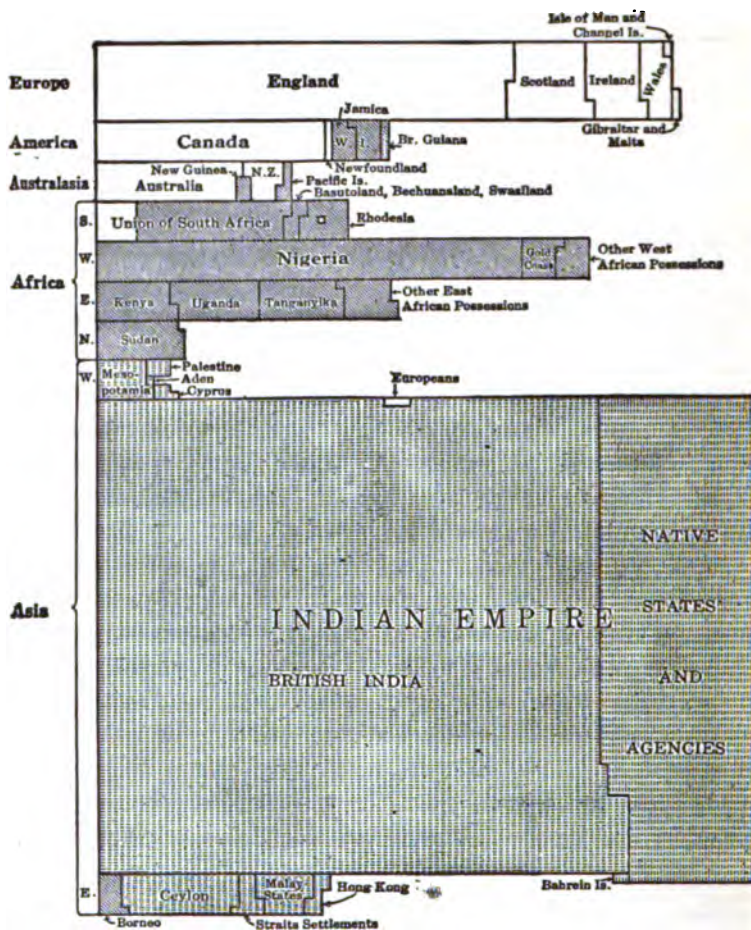 Isle of Man and
Channel Is.
Europe
England
Scotland
Ireland
Wales
Gibraltar and
Malta
Jamica
America
Canada
W. I.
Br. Guiana
Newfoundland
Australasia
New Guinea
Australia
N.Z.
Pacific Is.
Basutoland, Bechuanaland, Swaziland
Africa
S.
Union of South Africa
Rhodesia
W.
Nigeria
Gold
Coast
Other West
African Possessions
E.
Kenya
Uganda
Tanganyika
Other East
African Possessions
N.
Sudan
Asia
W.
Meso-
potamia
Palestine
Aden
Cyprus
Europeans
INDIAN EMPIRE
BRITISH INDIA
NATIVE
STATES
AND
AGENCIES
Bahrein Is.
E.
Ceylon
Malay
States
Hong Kong
Borneo
Straits Settlements